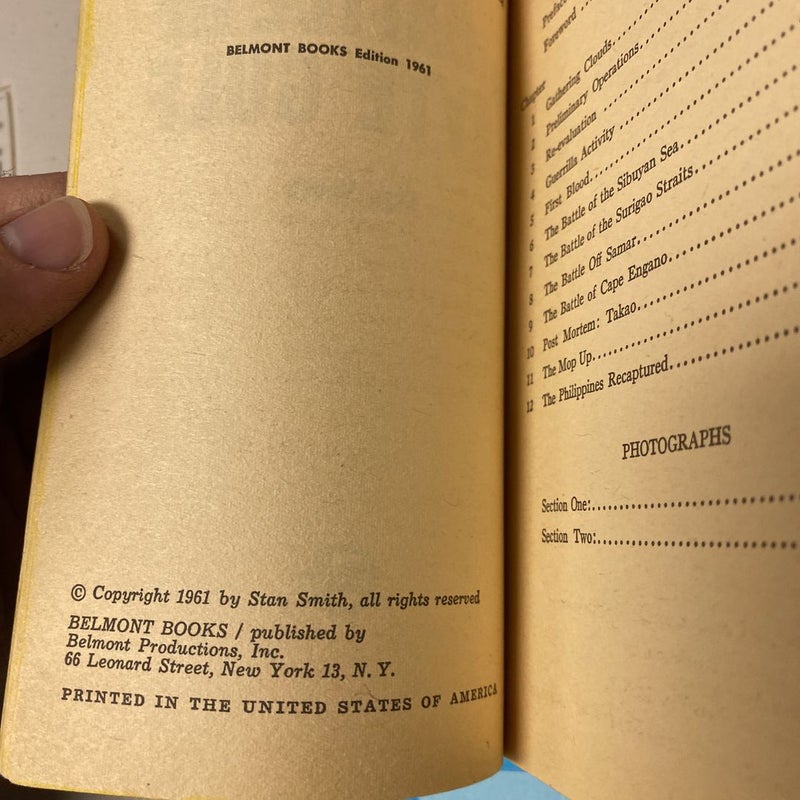 BELMONT BOOKS Edition 1961
© Copyright 1961 by Stan Smith, all rights reserved
BELMONT BOOKS / published by
Belmont Productions, Inc.
66 Leonard Street, New York 13, N. Y.
PRINTED IN THE UNITED STATES OF AMERICA
Preface
Foreword
Chapter
1 Gathering Clouds
2 Preliminary Operations
3 Re-evaluation
4 Guerrilla Activity
5 First Blood
6 The Battle of the Sibuyan Sea
7 The Battle of the Surigao Straits
8 The Battle Off Samar
9 The Battle of Cape Engano
10 Post Mortem: Takao
11 The Mop Up
12 The Philippines Recaptured
PHOTOGRAPHS
Section One:
Section Two: